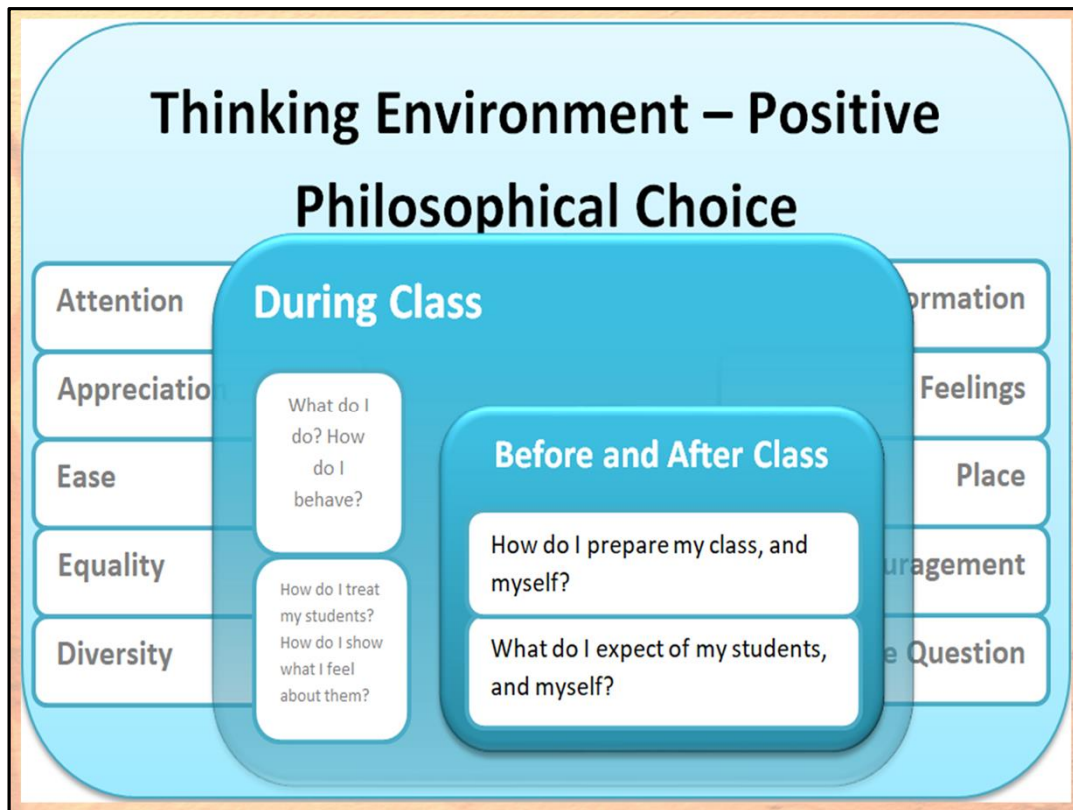 Thinking Environment – Positive
Philosophical Choice
Attention
Appreciation
Ease
Equality
Diversity
During Class
What do I
do? How
do I
behave?
How do I treat
my students?
How do I show
what I feel
about them?
Before and After Class
How do I prepare my class, and
myself?
What do I expect of my students,
and myself?
ormation
Feelings
Place
uragement
e Question